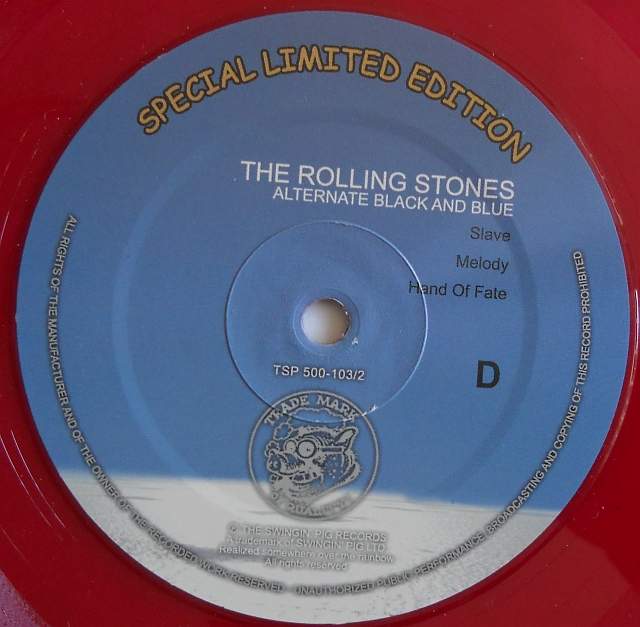 SPECIAL LIMITED EDITION
THE ROLLING STONES
ALTERNATE BLACK AND BLUE
Slave
Melody
Hand Of Fate
TSP 500-103/2
D
TRADE MARK
OF QUALITY
© THE SWINGIN' PIG RECORDS
A trademark of SWINGIN' PIG LTD.
Realized somewhere over the rainbow
All rights reserved
ALL RIGHTS OF THE MANUFACTURER AND OF THE OWNER OF THE RECORDED WORK RESERVED - UNAUTHORIZED PUBLIC PERFORMANCE BROADCASTING AND COPYING OF THIS RECORD PROHIBITED